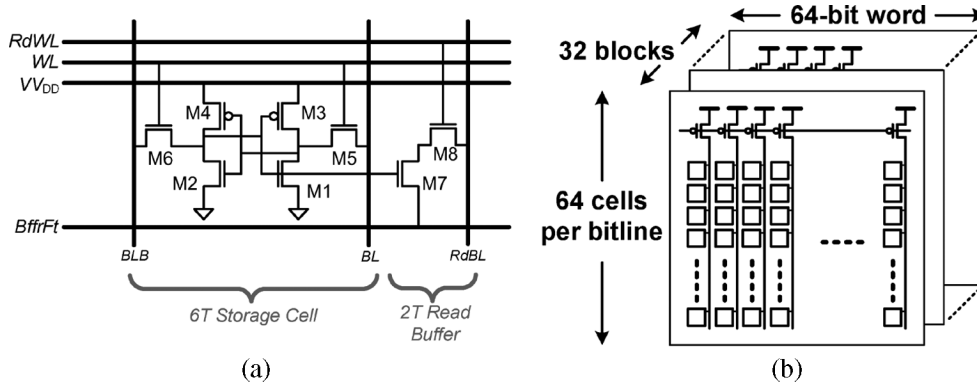 RdWL
WL
VVDD
M4
M3
M6
M5
M8
M2
M1
M7
BffrFt
BLB
BL
RdBL
6T Storage Cell
2T Read
Buffer
(a)
64-bit word
32 blocks
64 cells
per bitline
(b)